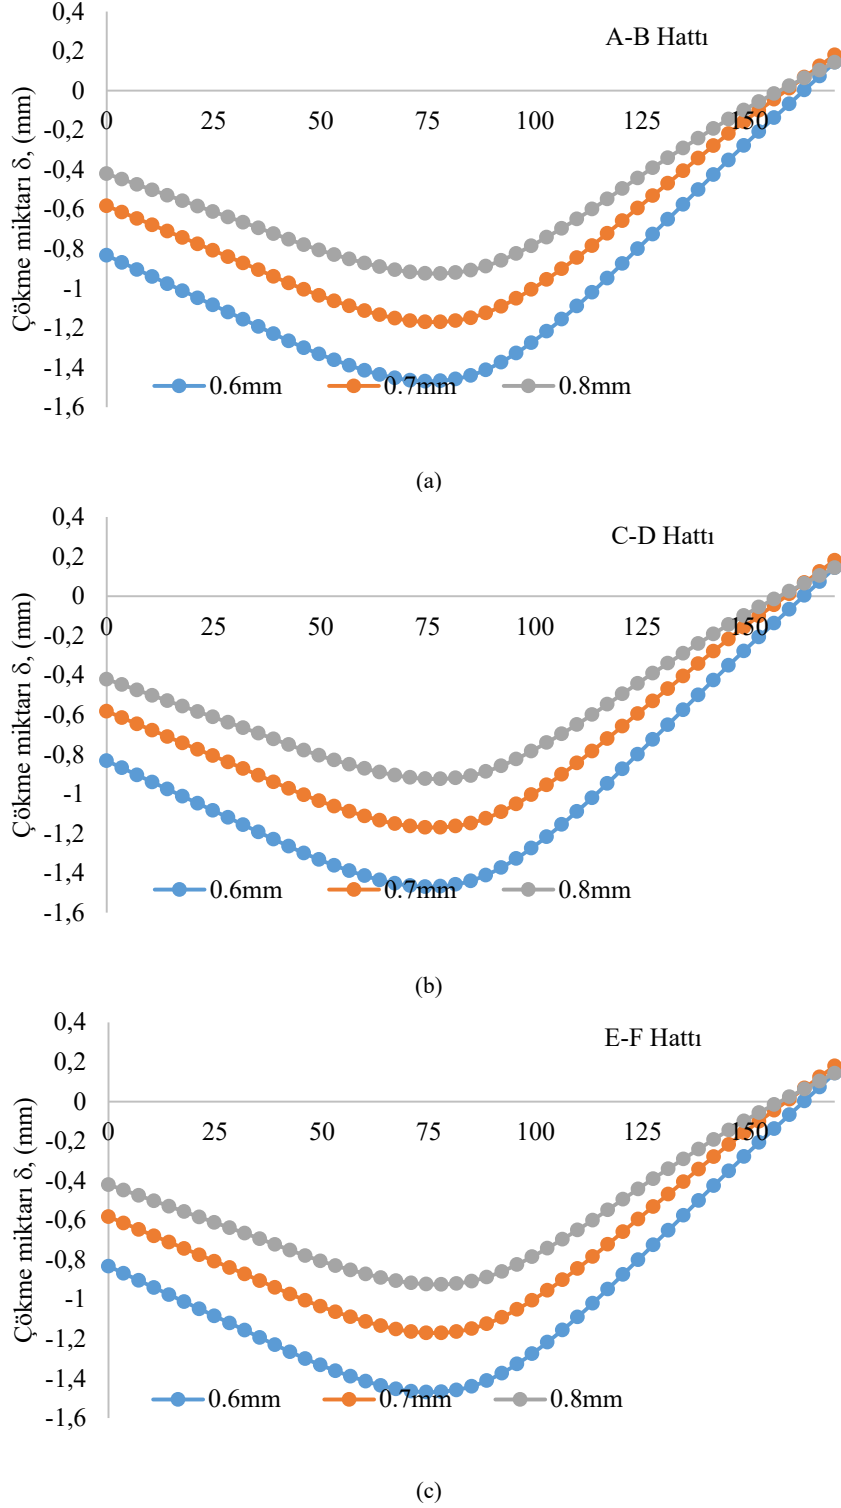 A-B Hattı
Çökme miktarı δ, (mm)
0,4
0,2
0
-0,2
-0,4
-0,6
-0,8
-1
-1,2
-1,4
-1,6
0 25 50 75 100 125 150
0.6mm 0.7mm 0.8mm
(a)
C-D Hattı
Çökme miktarı δ, (mm)
0,4
0,2
0
-0,2
-0,4
-0,6
-0,8
-1
-1,2
-1,4
-1,6
0 25 50 75 100 125 150
0.6mm 0.7mm 0.8mm
(b)
E-F Hattı
Çökme miktarı δ, (mm)
0,4
0,2
0
-0,2
-0,4
-0,6
-0,8
-1
-1,2
-1,4
-1,6
0 25 50 75 100 125 150
0.6mm 0.7mm 0.8mm
(c)